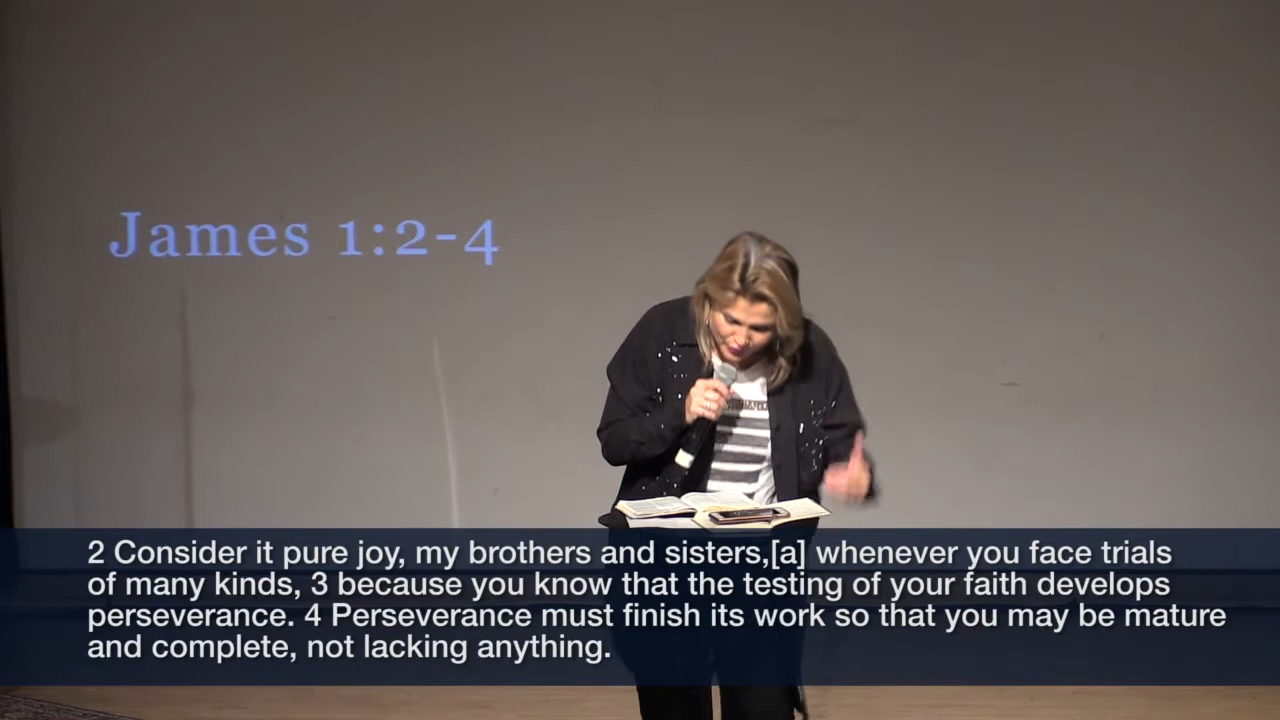 James 1:2-4
2 Consider it pure joy, my brothers and sisters,[a] whenever you face trials
of many kinds, 3 because you know that the testing of your faith develops
perseverance. 4 Perseverance must finish its work so that you may be mature
and complete, not lacking anything.